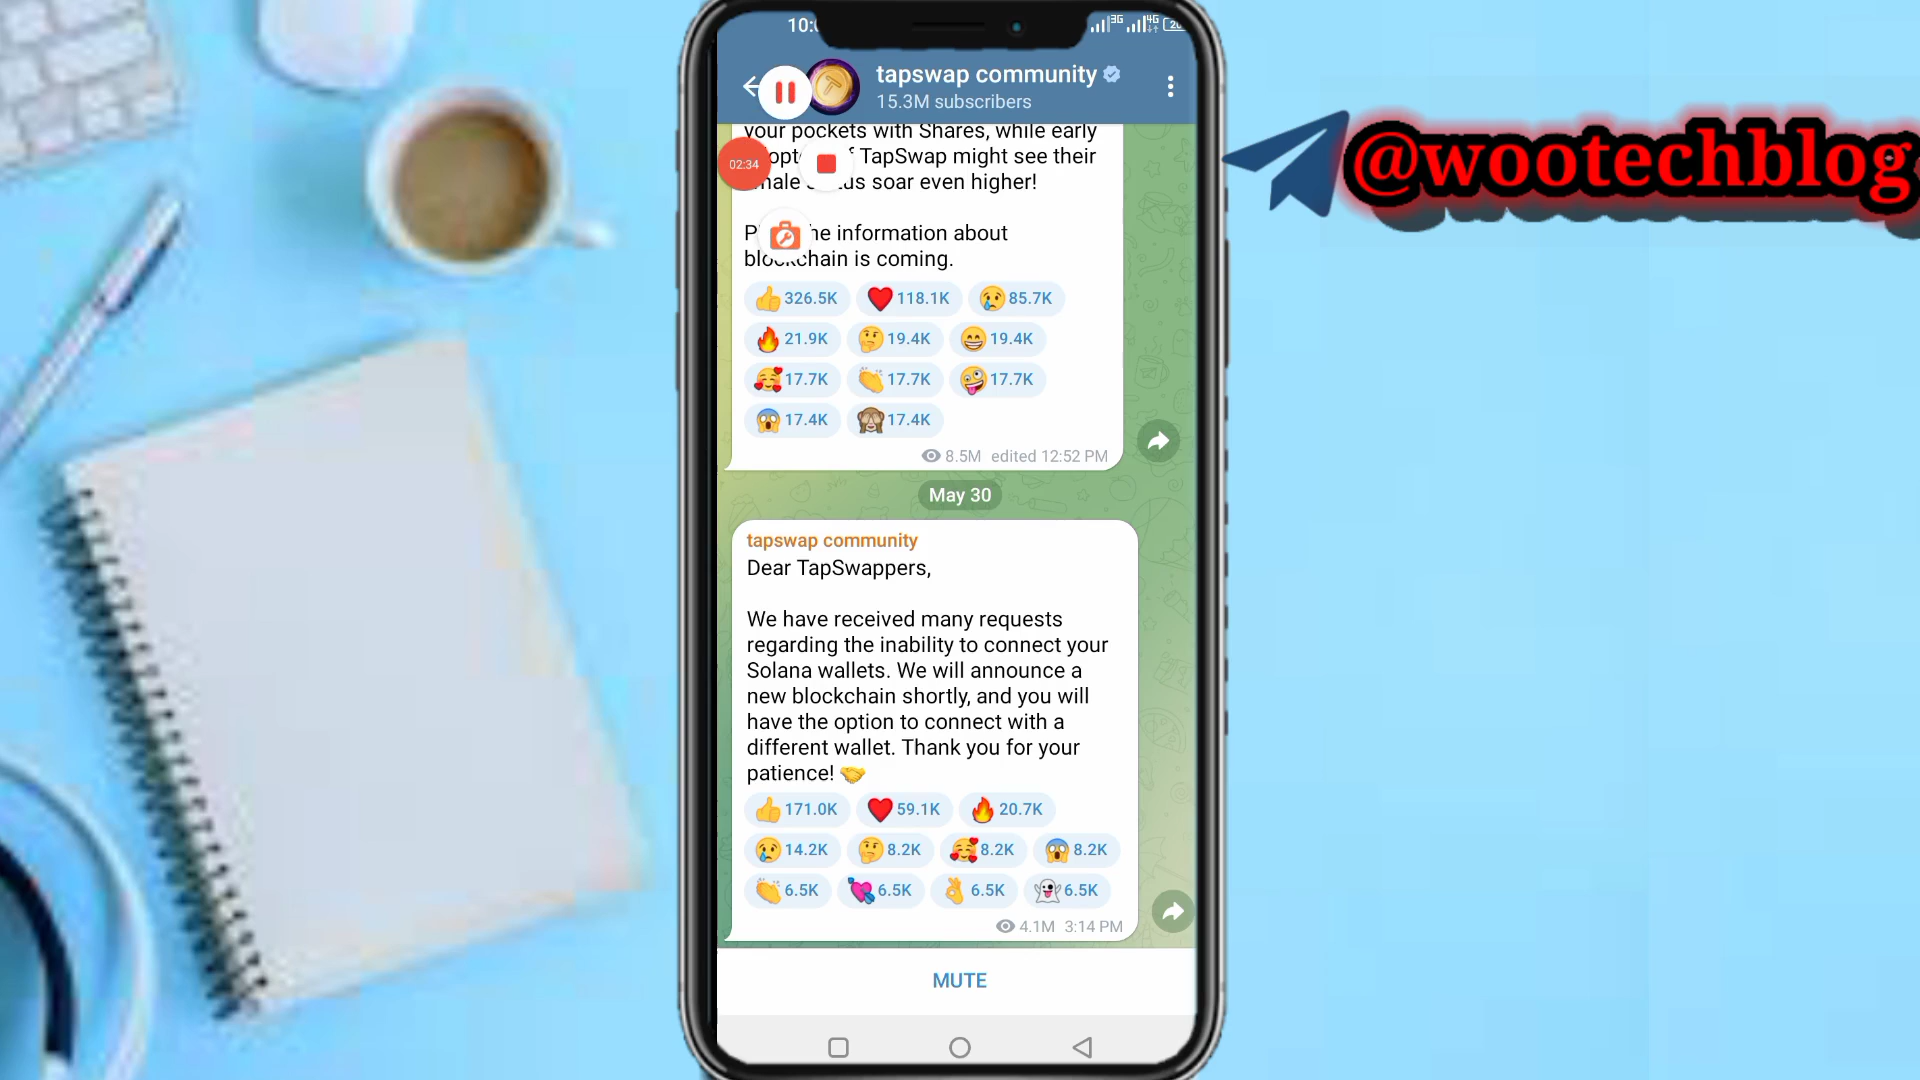 10:
3G 4G 20
tapswap community
15.3M subscribers
02:34
your pockets with Shares, while early
TapSwap might see their
soar even higher!
he information about
blockchain is coming.
326.5K 118.1K 85.7K
21.9K 19.4K 19.4K
17.7K 17.7K 17.7K
17.4K 17.4K
8.5M edited 12:52 PM
May 30
tapswap community
Dear TapSwappers,
We have received many requests
regarding the inability to connect your
Solana wallets. We will announce a
new blockchain shortly, and you will
have the option to connect with a
different wallet. Thank you for your
patience!
171.0K 59.1K 20.7K
14.2K 8.2K 8.2K 8.2K
6.5K 6.5K 6.5K 6.5K
4.1M 3:14 PM
MUTE
@wootechblog